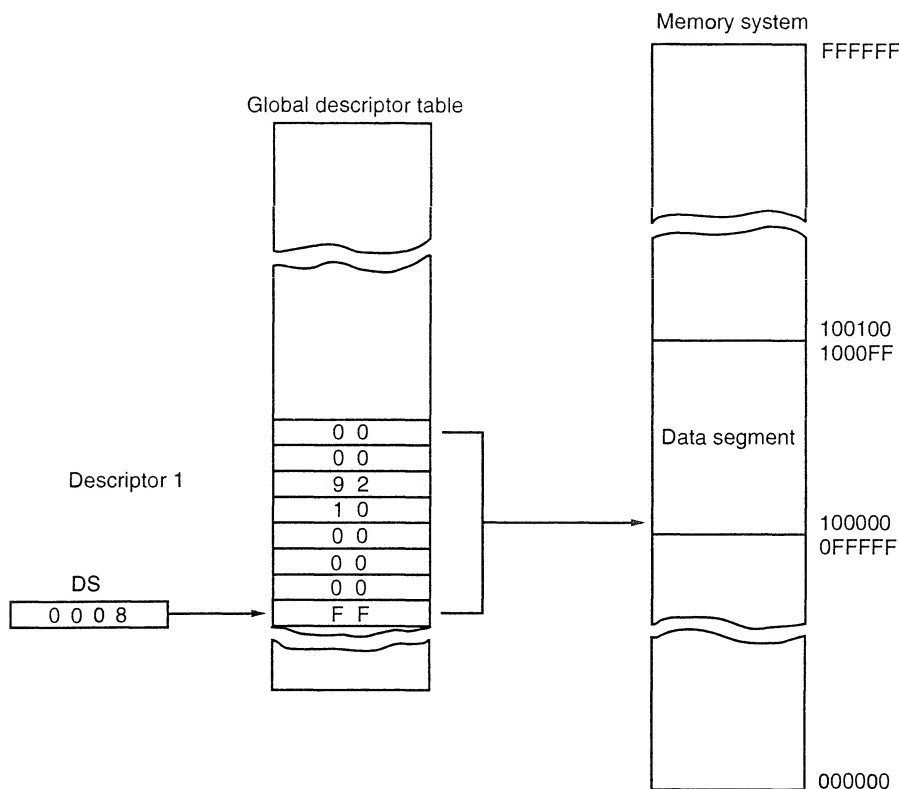 Memory system
FFFFFF
Global descriptor table
100100
1000FF
0 0
0 0
9 2
1 0
0 0
0 0
0 0
F F
Descriptor 1
Data segment
100000
0FFFFF
DS
0 0 0 8
000000